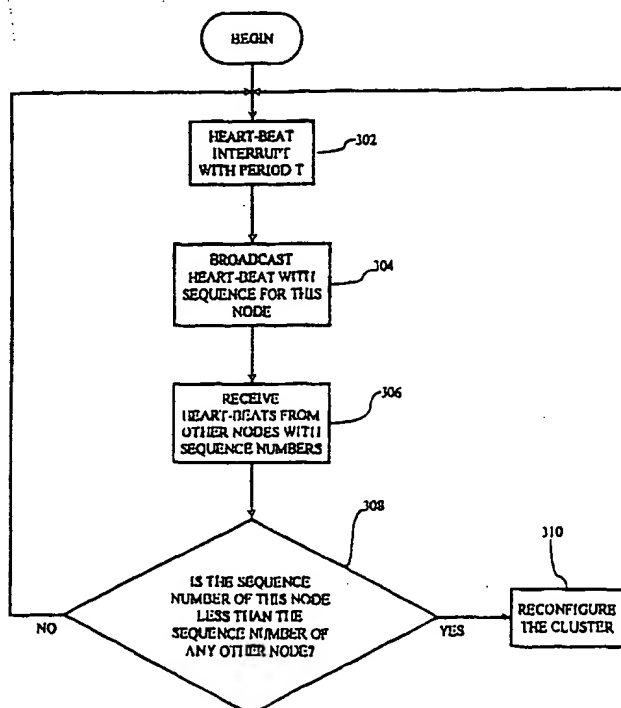 BEGIN
HEART-BEAT
INTERRUPT
WITH PERIOD T
302
BROADCAST
HEART-BEAT WITH
SEQUENCE FOR THIS
NODE
304
RECEIVE
HEART-BEATS FROM
OTHER NODES WITH
SEQUENCE NUMBERS
306
308
IS THE SEQUENCE
NUMBER OF THIS NODE
LESS THAN THE
SEQUENCE NUMBER OF
ANY OTHER NODE?
NO
YES
310
RECONFIGURE
THE CLUSTER